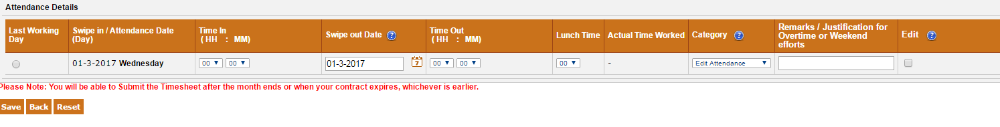 Attendance Details
Last Working Day
Swipe in / Attendance Date (Day)
Time In ( HH : MM)
Swipe out Date ?
Time Out ( HH : MM)
Lunch Time
Actual Time Worked
Category ?
Remarks / Justification for Overtime or Weekend efforts
Edit ?
01-3-2017 Wednesday
00 00
01-3-2017 7
00 00
00
-
Edit Attendance
Please Note: You will be able to Submit the Timesheet after the month ends or when your contract expires, whichever is earlier.
Save Back Reset